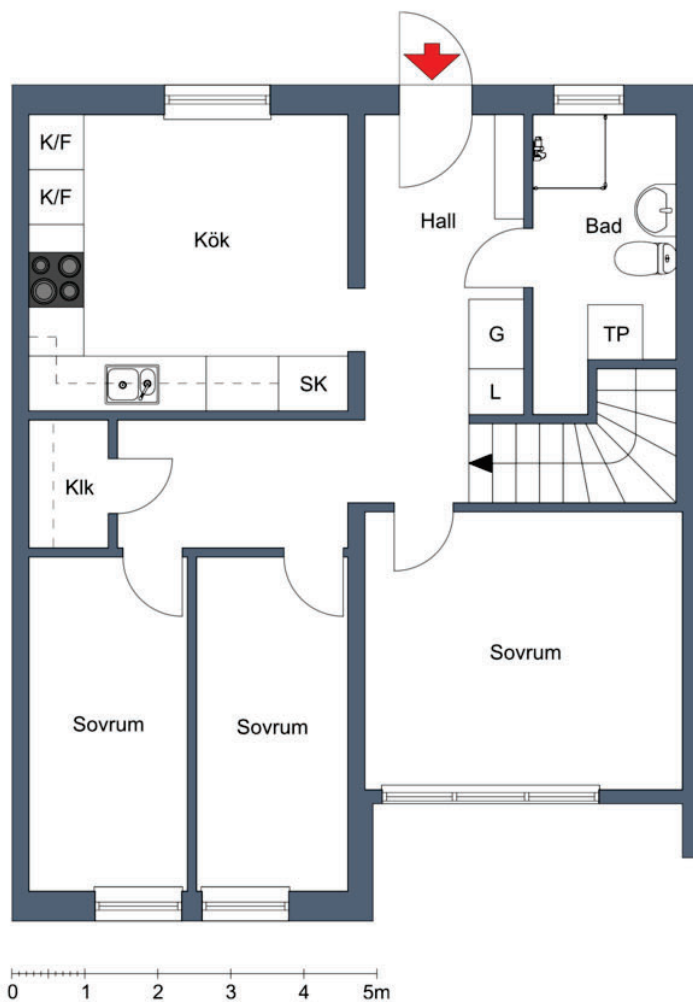 K/F
K/F
Kök
Hall
Bad
G
TP
L
SK
Klk
Sovrum
Sovrum
Sovrum
0 1 2 3 4 5m